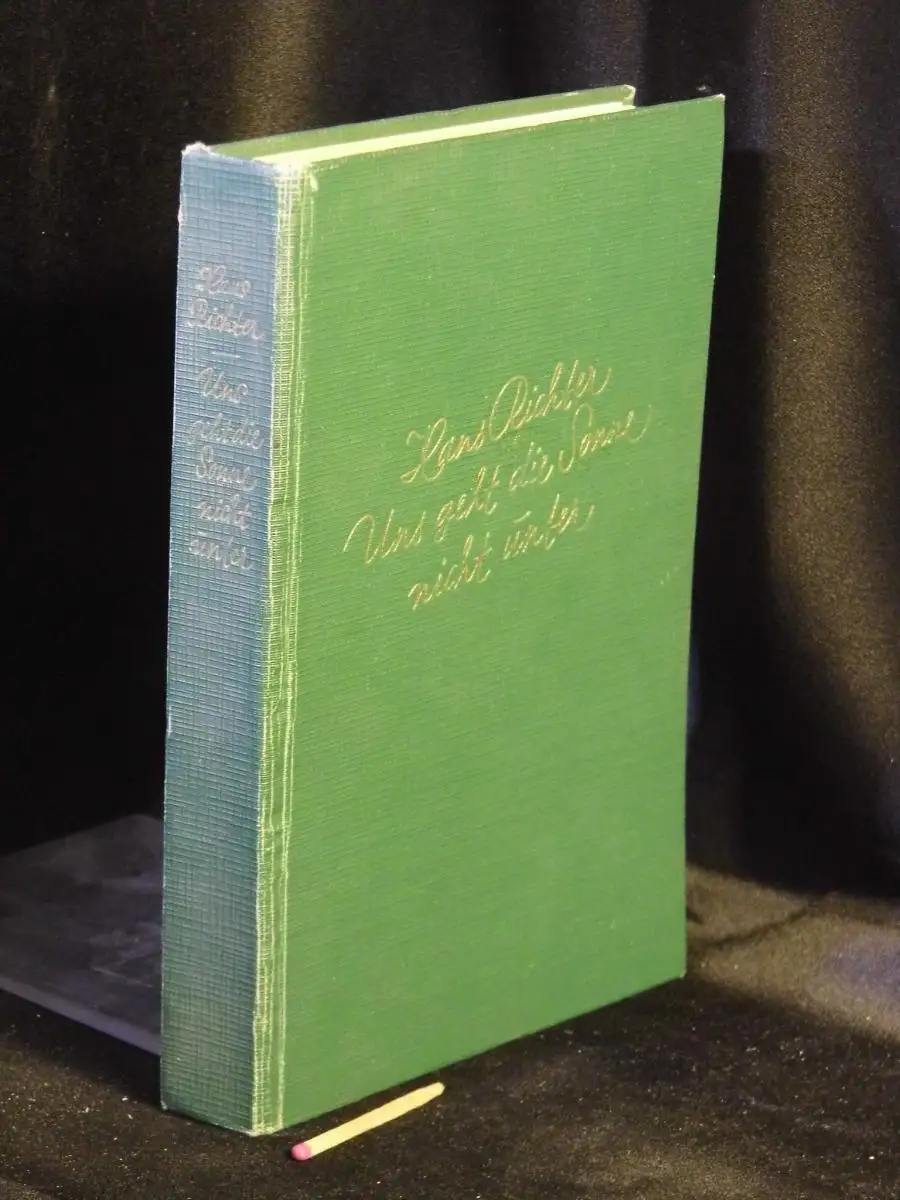 Hans
Richter
—
Uns
geht die
Sonne
nicht
unter
Hans Richter
Uns geht die Sonne
nicht unter